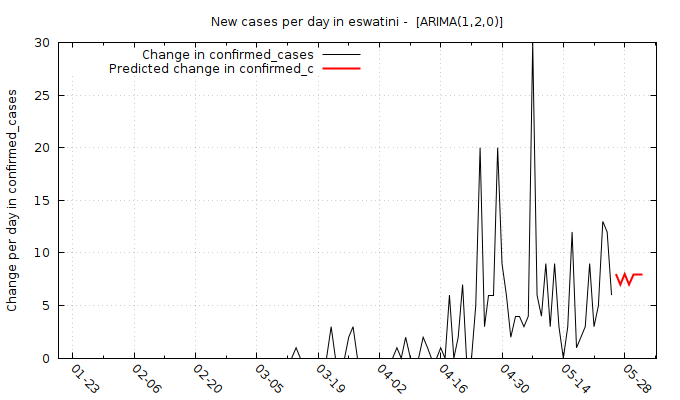 New cases per day in eswatini -  [ARIMA(1,2,0)]
Change in confirmed_cases
Predicted change in confirmed_c
Change per day in confirmed_cases
30
25
20
15
10
5
0
01-23 02-06 02-20 03-05 03-19 04-02 04-16 04-30 05-14 05-28